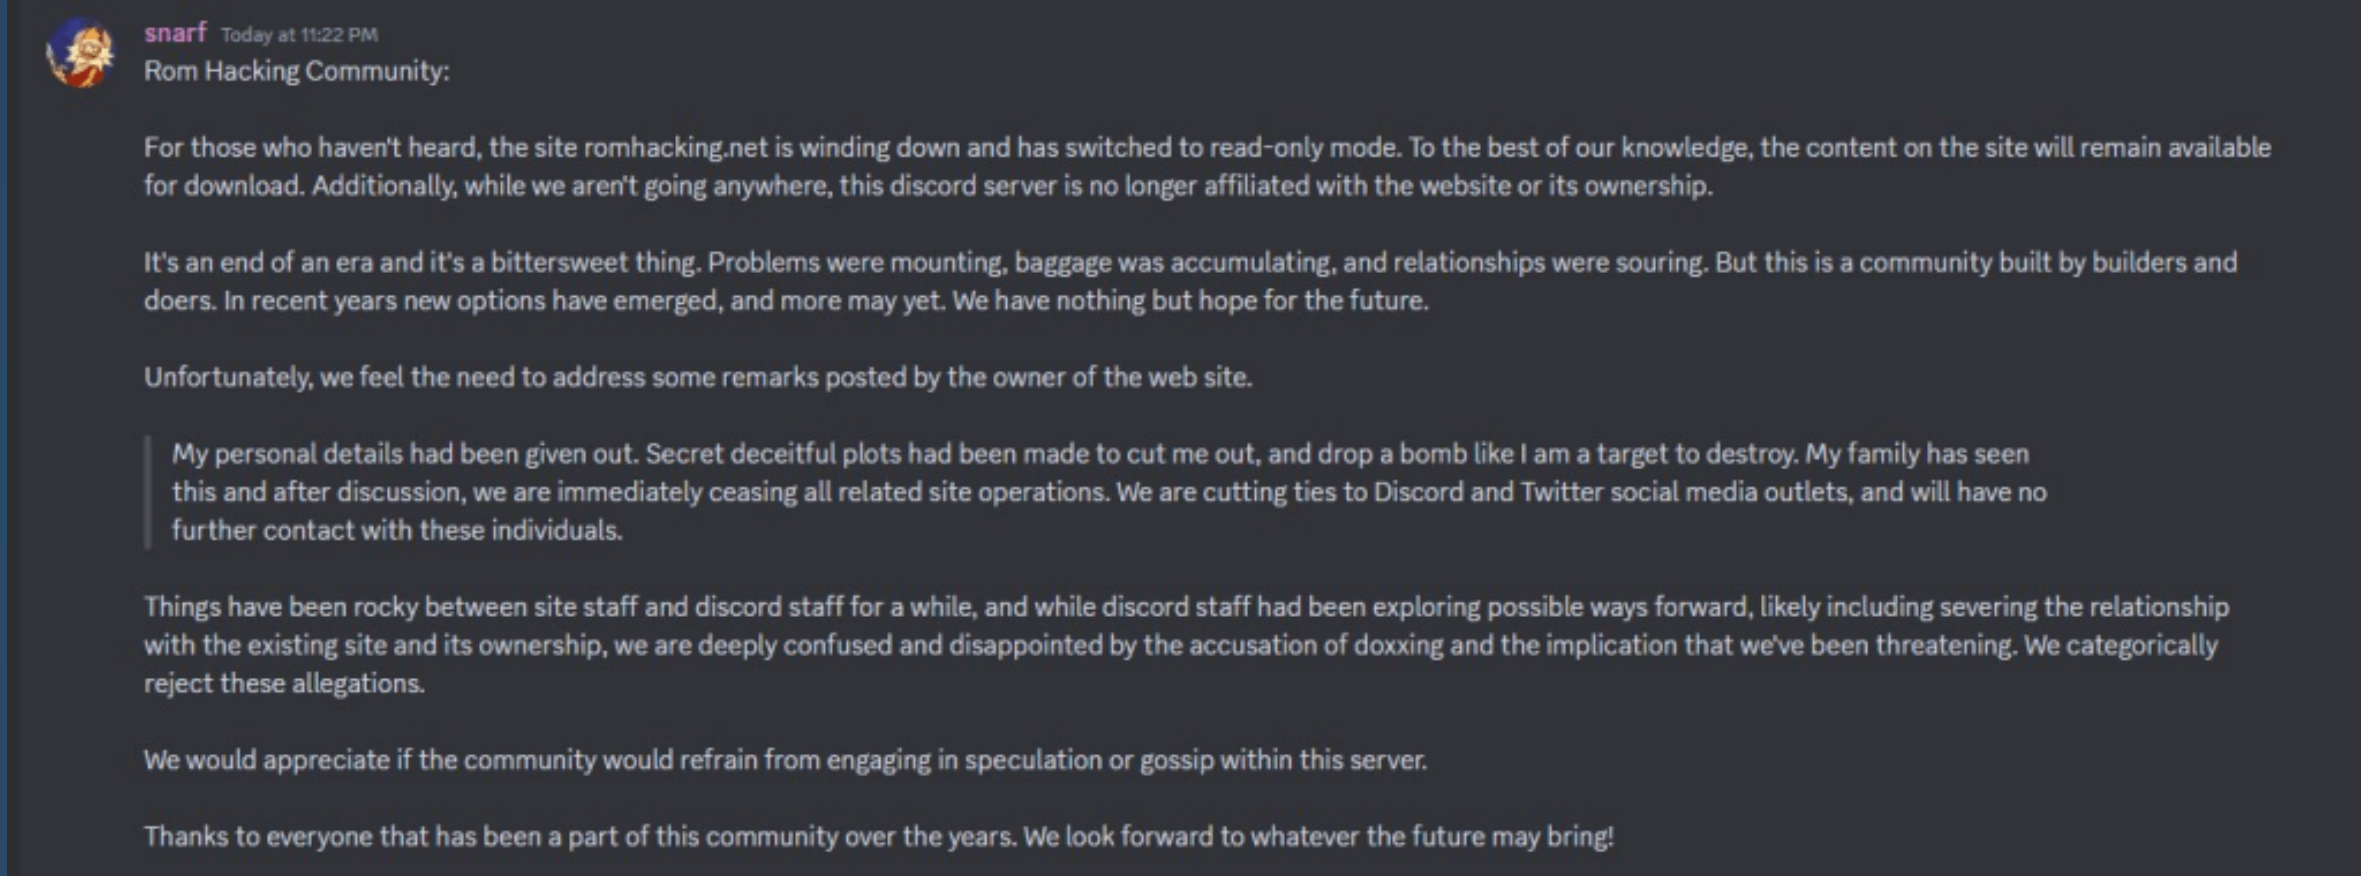 snarf Today at 11:22 PM
Rom Hacking Community:
For those who haven't heard, the site romhacking.net is winding down and has switched to read-only mode. To the best of our knowledge, the content on the site will remain available
for download. Additionally, while we aren't going anywhere, this discord server is no longer affiliated with the website or its ownership.
It's an end of an era and it's a bittersweet thing. Problems were mounting, baggage was accumulating, and relationships were souring. But this is a community built by builders and
doers. In recent years new options have emerged, and more may yet. We have nothing but hope for the future.
Unfortunately, we feel the need to address some remarks posted by the owner of the web site.
My personal details had been given out. Secret deceitful plots had been made to cut me out, and drop a bomb like I am a target to destroy. My family has seen
this and after discussion, we are immediately ceasing all related site operations. We are cutting ties to Discord and Twitter social media outlets, and will have no
further contact with these individuals.
Things have been rocky between site staff and discord staff for a while, and while discord staff had been exploring possible ways forward, likely including severing the relationship
with the existing site and its ownership, we are deeply confused and disappointed by the accusation of doxxing and the implication that we've been threatening. We categorically
reject these allegations.
We would appreciate if the community would refrain from engaging in speculation or gossip within this server.
Thanks to everyone that has been a part of this community over the years. We look forward to whatever the future may bring!